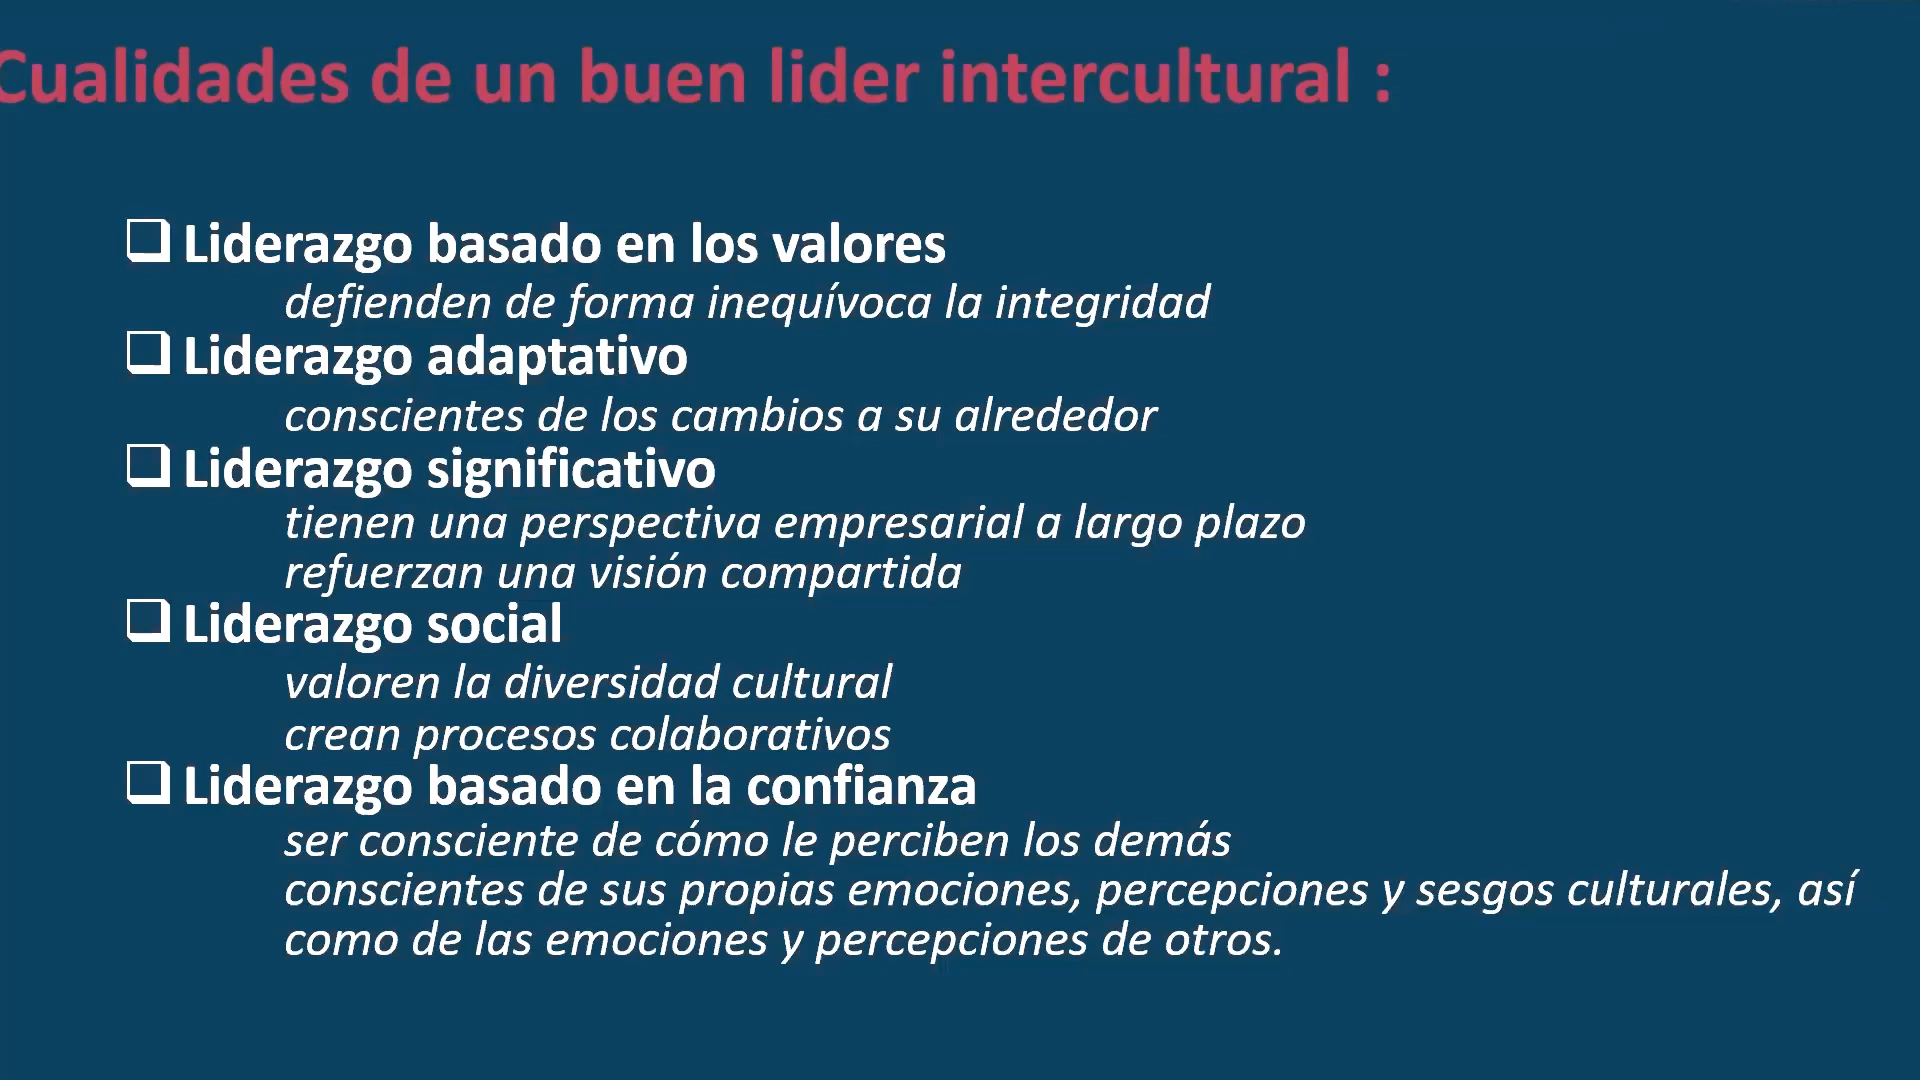 Cualidades de un buen lider intercultural :
❑ Liderazgo basado en los valores
defienden de forma inequívoca la integridad
❑ Liderazgo adaptativo
conscientes de los cambios a su alrededor
❑ Liderazgo significativo
tienen una perspectiva empresarial a largo plazo
refuerzan una visión compartida
❑ Liderazgo social
valoren la diversidad cultural
crean procesos colaborativos
❑ Liderazgo basado en la confianza
ser consciente de cómo le perciben los demás
conscientes de sus propias emociones, percepciones y sesgos culturales, así
como de las emociones y percepciones de otros.